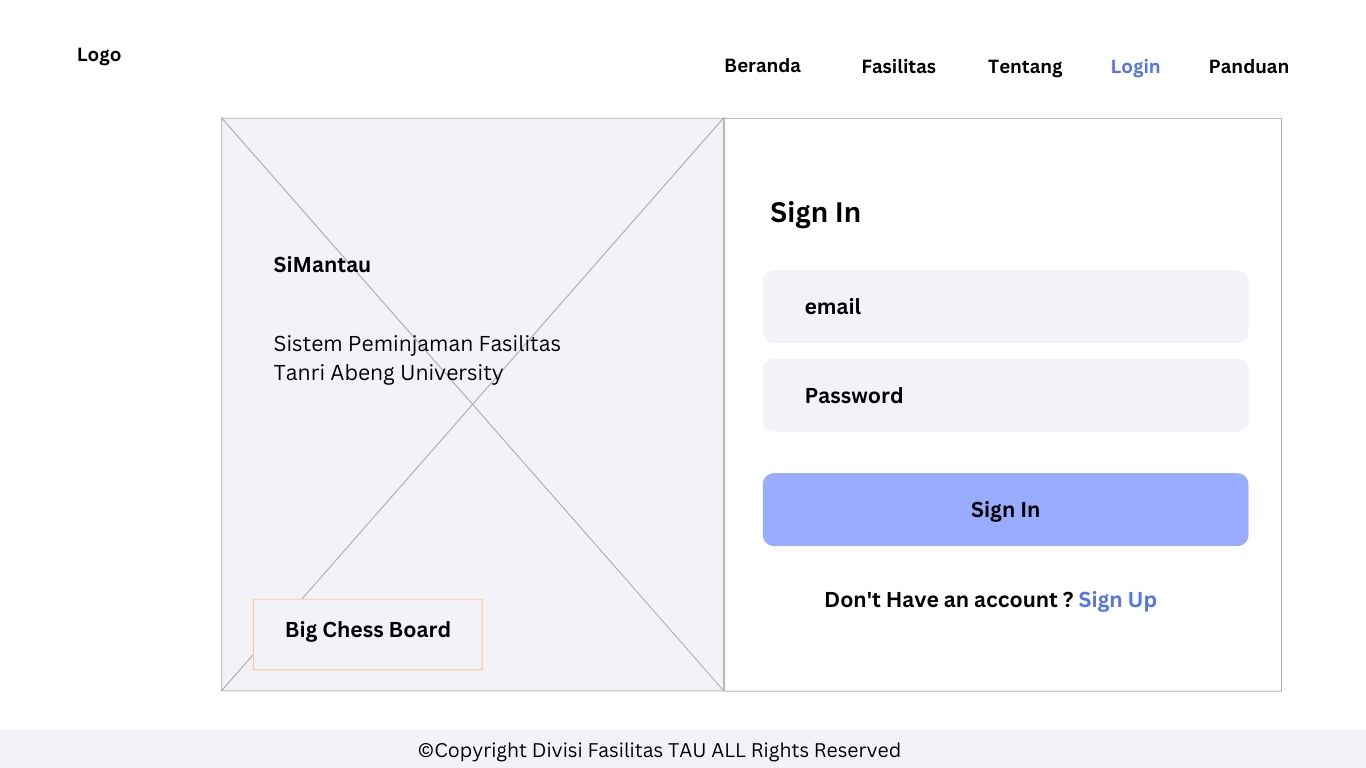 Logo
Beranda
Fasilitas
Tentang
Login
Panduan
SiMantau
Sistem Peminjaman Fasilitas
Tanri Abeng University
Big Chess Board
Sign In
email
Password
Sign In
Don't Have an account ? Sign Up
©Copyright Divisi Fasilitas TAU ALL Rights Reserved